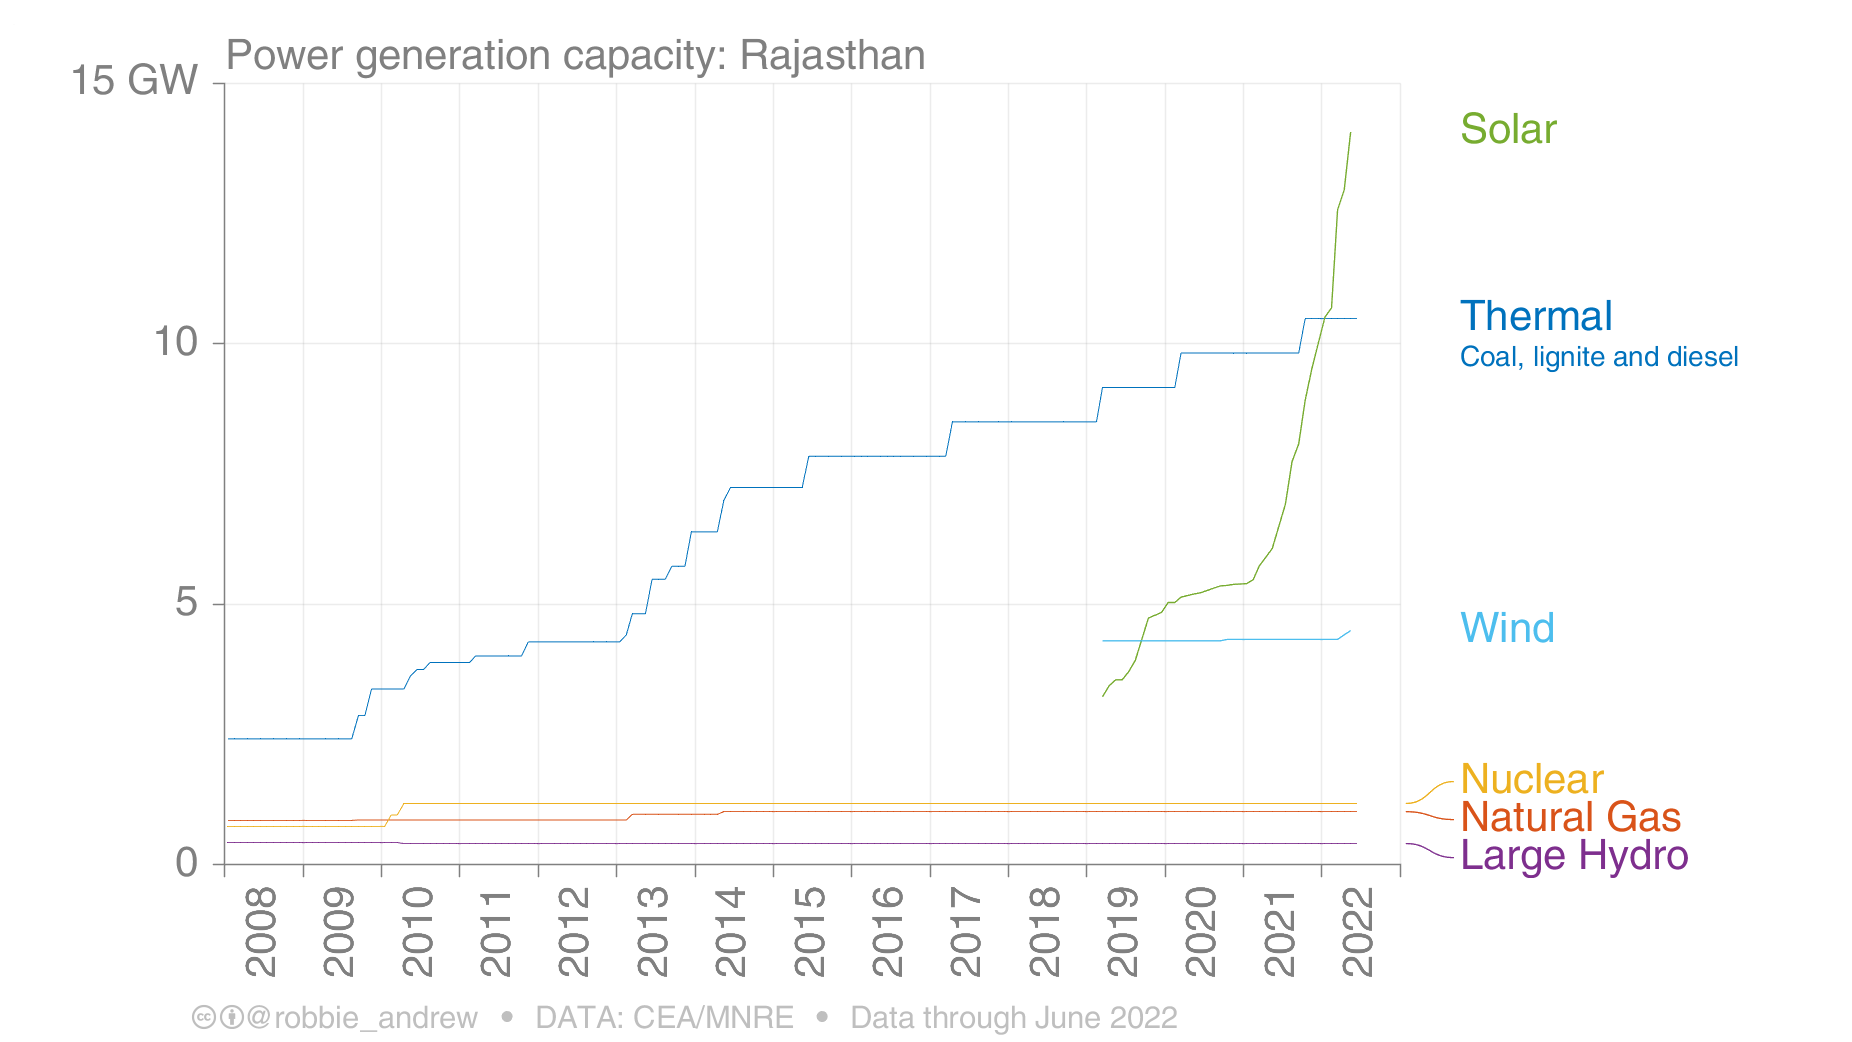 Power generation capacity: Rajasthan
15 GW
10
5
0
Solar
Thermal
Coal, lignite and diesel
Wind
Nuclear
Natural Gas
Large Hydro
2008 2009 2010 2011 2012 2013 2014 2015 2016 2017 2018 2019 2020 2021 2022
cc @robbie_andrew • DATA: CEA/MNRE • Data through June 2022